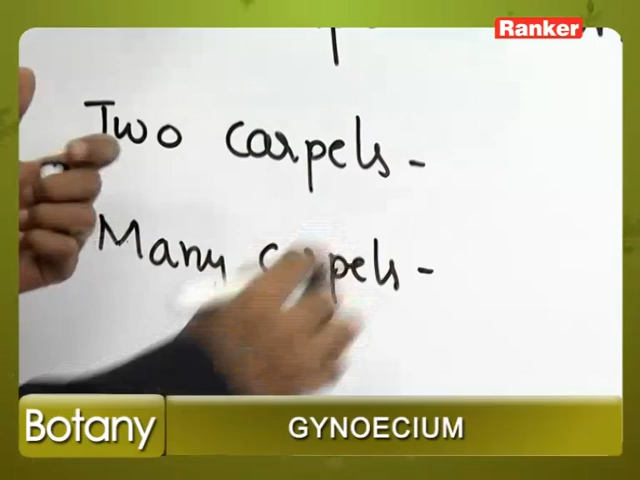 Ranker
Two carpels -
Many carpels -
Botany
GYNOECIUM